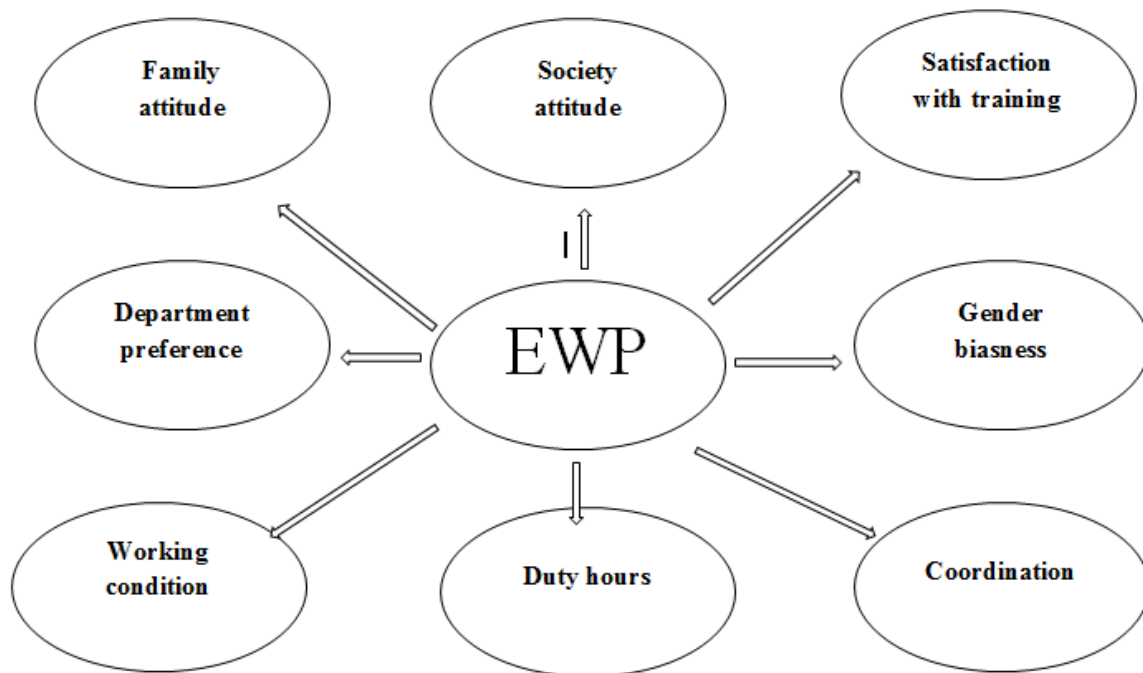 Family
attitude
Society
attitude
Satisfaction
with training
Department
preference
EWP
Gender
biasness
Working
condition
Duty hours
Coordination